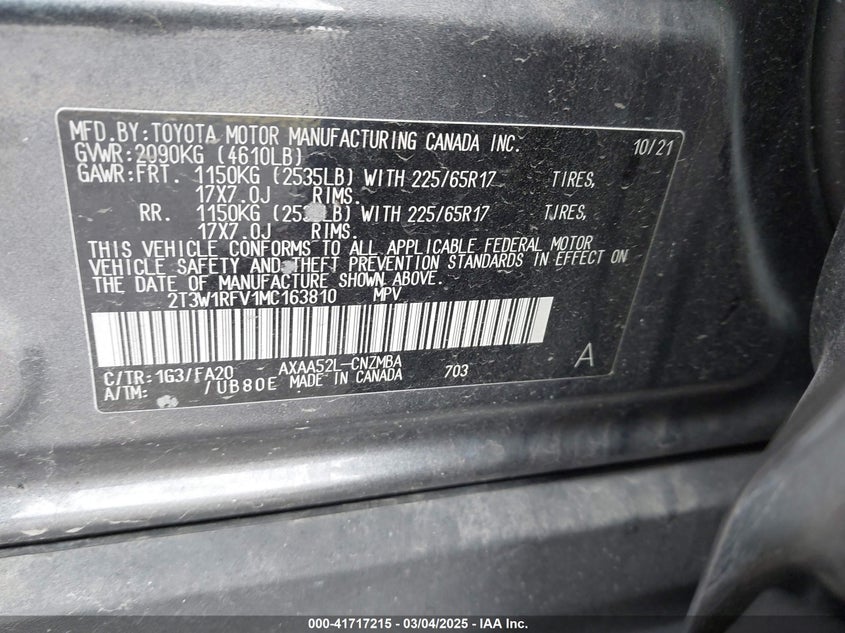 MFD.BY:TOYOTA MOTOR MANUFACTURING CANADA INC. 10/21
GVWR:2090KG (4610LB)
GAWR:FRT. 1150KG (2535LB) WITH 225/65R17 TIRES,
17X7.0J RIMS.
RR. 1150KG LB) WITH 225/65R17 TIRES,
17X7.0J RIMS.
THIS VEHICLE CONFORMS TO ALL APPLICABLE FEDERAL MOTOR
VEHICLE SAFETY AND THEFT PREVENTION STANDARDS IN EFFECT ON
THE DATE OF MANUFACTURE SHOWN ABOVE.
2T3W1RFV1MC163810 MPV
C/TR: 1G3/FA20 AXAA52L-CNZMBA 703 A
A/TM: /UB80E MADE IN CANADA
000-41717215 - 03/04/2025 - IAA Inc.